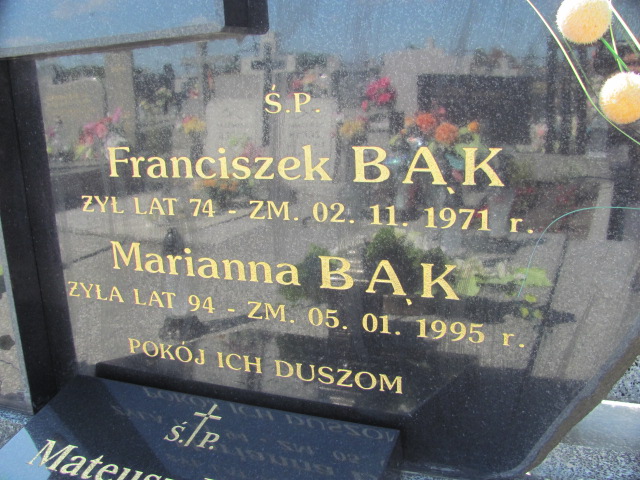 Ś.P.
Franciszek BĄK
ŻYŁ LAT 74 - ZM. 02. 11. 1971 r.
Marianna BĄK
ŻYŁA LAT 94 - ZM. 05. 01. 1995 r.
POKÓJ ICH DUSZOM
Ś.P.